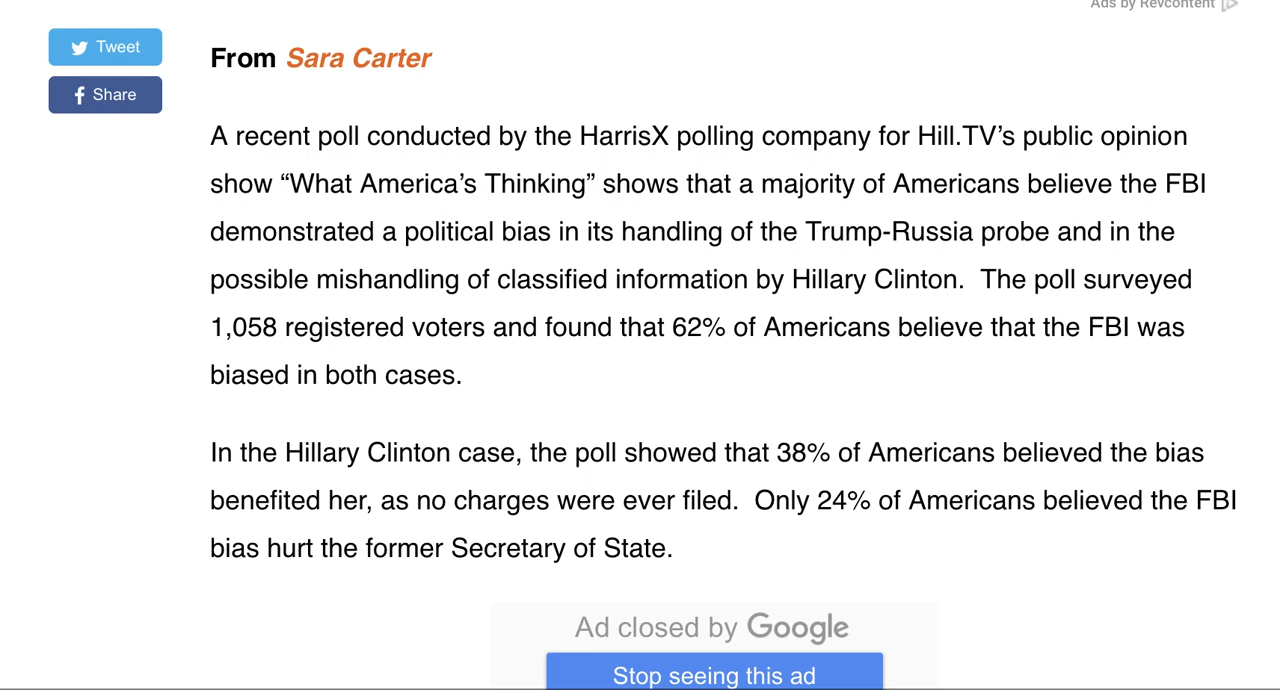 Ads by Revcontent
Tweet
Share
From Sara Carter
A recent poll conducted by the HarrisX polling company for Hill.TV’s public opinion
show “What America’s Thinking” shows that a majority of Americans believe the FBI
demonstrated a political bias in its handling of the Trump-Russia probe and in the
possible mishandling of classified information by Hillary Clinton.  The poll surveyed
1,058 registered voters and found that 62% of Americans believe that the FBI was
biased in both cases.
In the Hillary Clinton case, the poll showed that 38% of Americans believed the bias
benefited her, as no charges were ever filed.  Only 24% of Americans believed the FBI
bias hurt the former Secretary of State.
Ad closed by Google
Stop seeing this ad